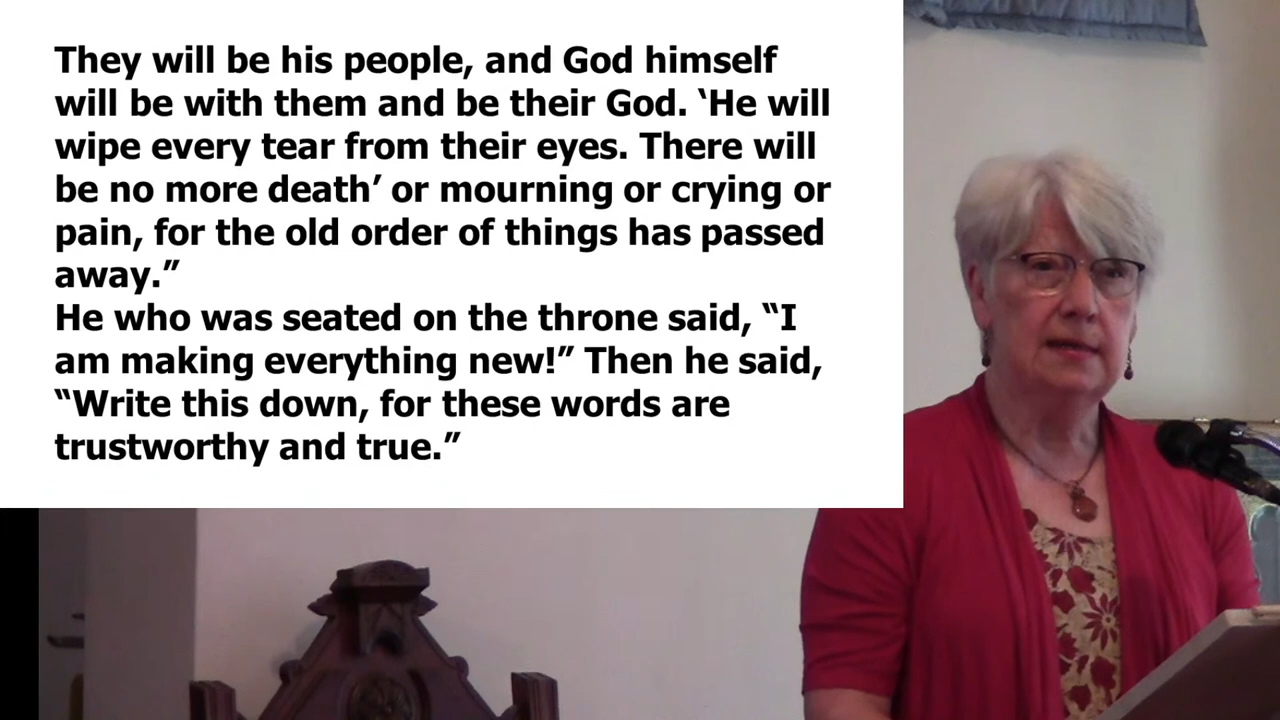 They will be his people, and God himself
will be with them and be their God. ‘He will
wipe every tear from their eyes. There will
be no more death’ or mourning or crying or
pain, for the old order of things has passed
away.”
He who was seated on the throne said, “I
am making everything new!” Then he said,
“Write this down, for these words are
trustworthy and true.”